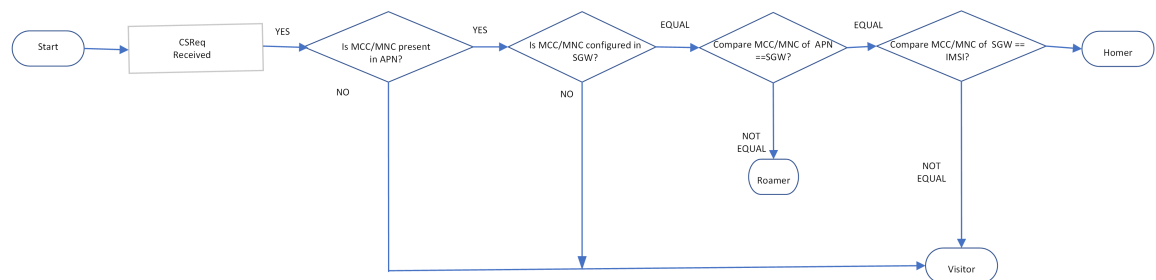 Start
CSReq
Received
YES
Is MCC/MNC present
in APN?
YES
Is MCC/MNC configured in
SGW?
EQUAL
Compare MCC/MNC of APN
==SGW?
EQUAL
Compare MCC/MNC of SGW ==
IMSI?
Homer
NO
NO
NOT
EQUAL
Roamer
NOT
EQUAL
Visitor